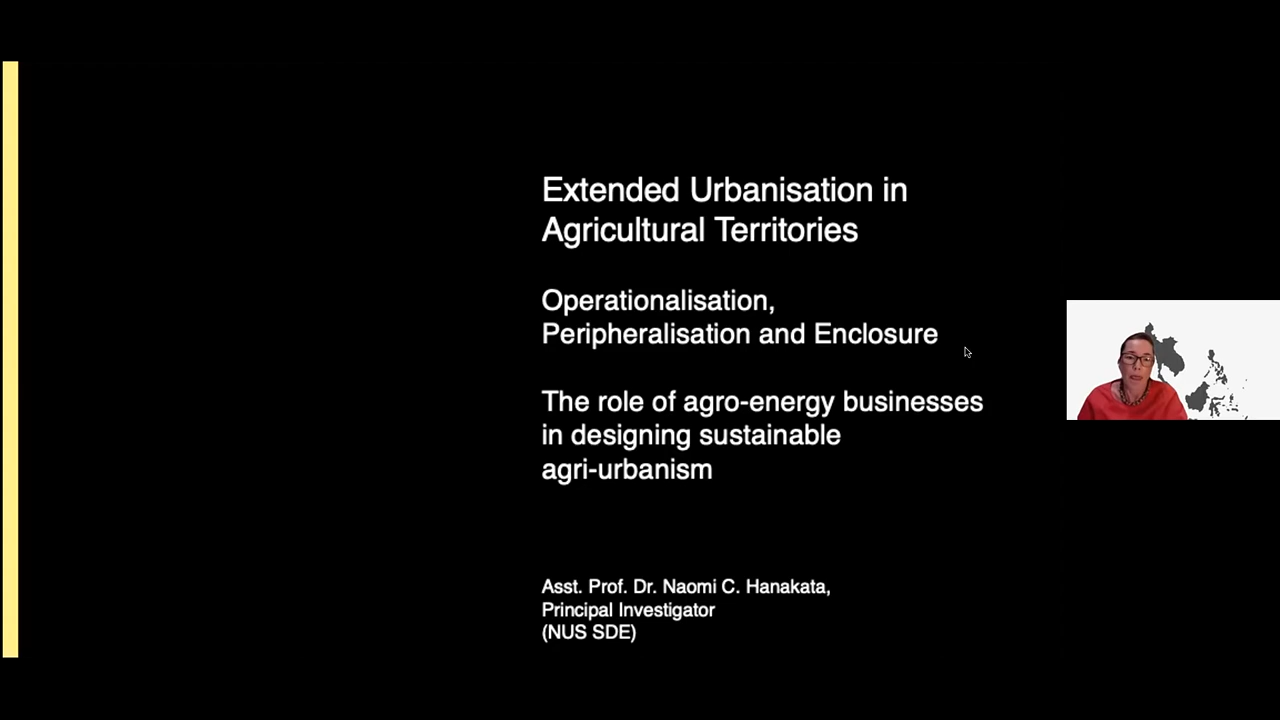 Extended Urbanisation in
Agricultural Territories
Operationalisation,
Peripheralisation and Enclosure
The role of agro-energy businesses
in designing sustainable
agri-urbanism
Asst. Prof. Dr. Naomi C. Hanakata,
Principal Investigator
(NUS SDE)